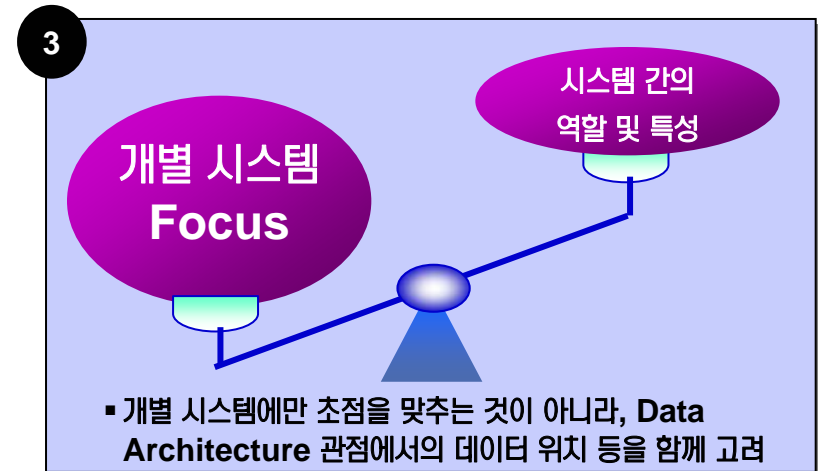 3
개별 시스템
Focus
시스템 간의
역할 및 특성
▪ 개별 시스템에만 초점을 맞추는 것이 아니라, Data
Architecture 관점에서의 데이터 위치 등을 함께 고려